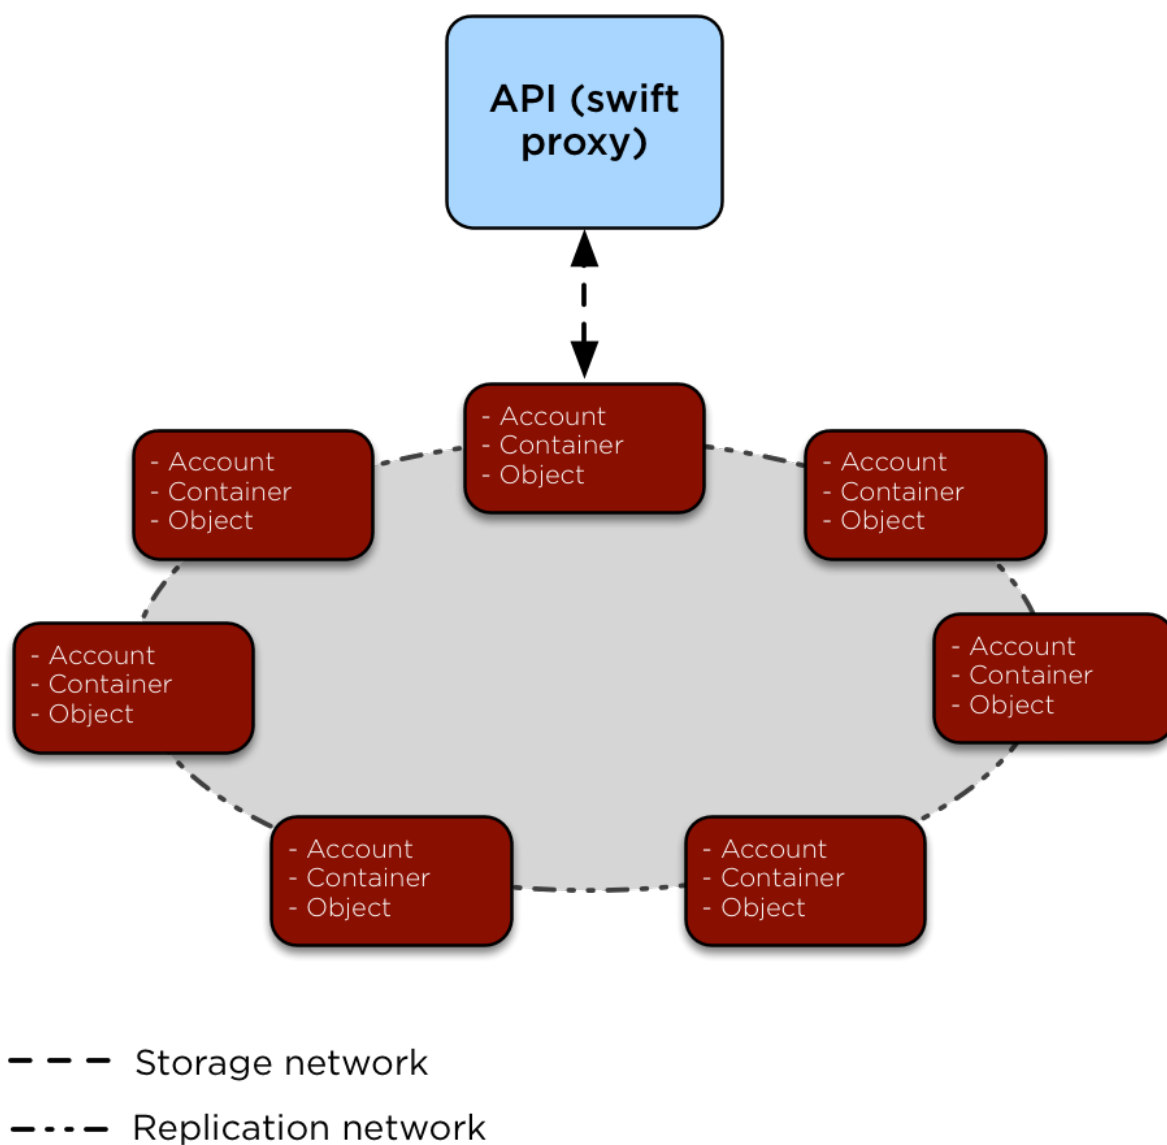 API (swift
proxy)
- Account
- Container
- Object
- Account
- Container
- Object
- Account
- Container
- Object
- Account
- Container
- Object
- Account
- Container
- Object
- Account
- Container
- Object
- Account
- Container
- Object
Storage network
Replication network